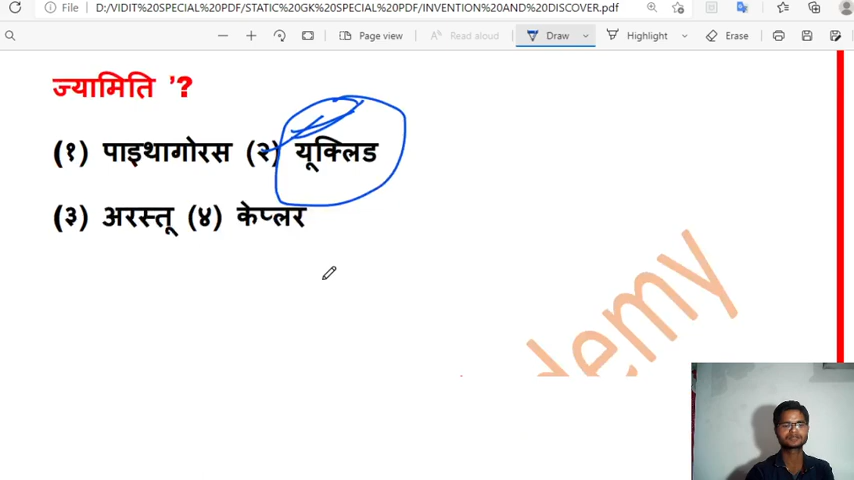 File D:/VIDIT%20SPECIAL%20PDF/STATIC%20GK%20SPECIAL%20PDF/INVENTION%20AND%20DISCOVER.pdf
Page view Read aloud Draw Highlight Erase
ज्यामिति '?
(१) पाइथागोरस (२) यूक्लिड
(३) अरस्तू (४) केप्लर
demy